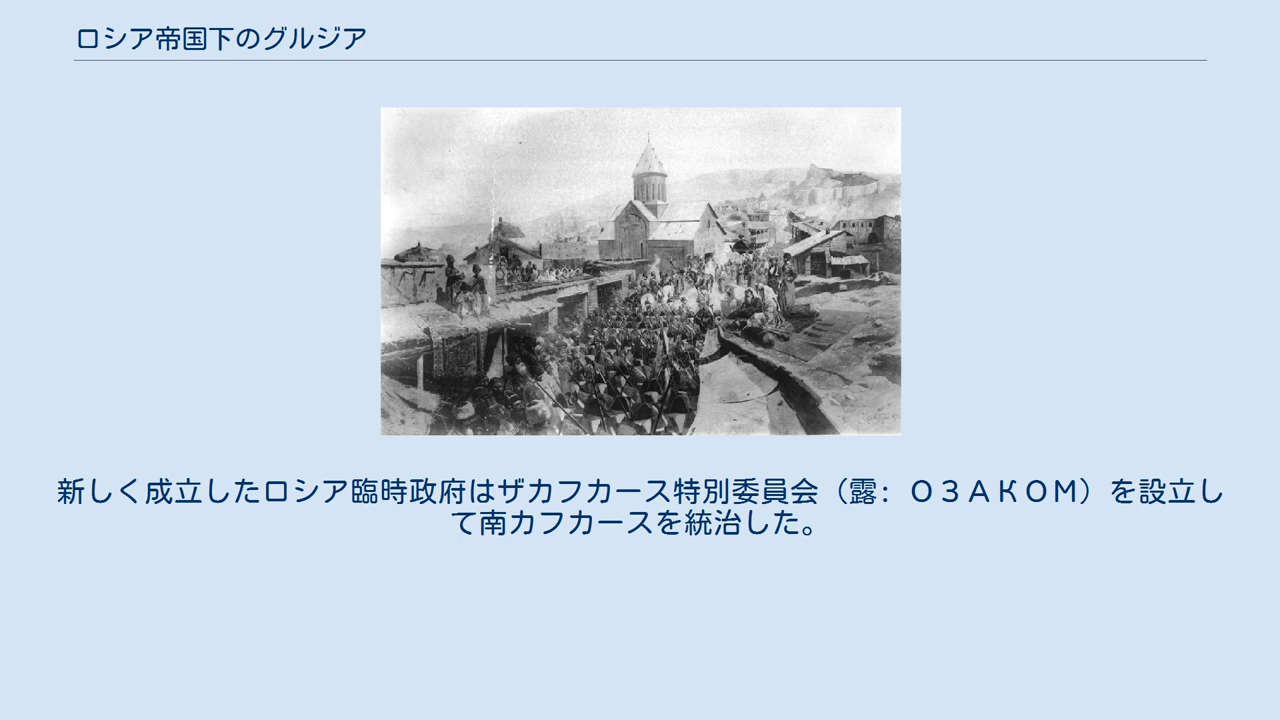 ロシア帝国下のグルジア
新しく成立したロシア臨時政府はザカフカース特別委員会（露：ＯЗＡＫＯＭ）を設立し
て南カフカースを統治した。